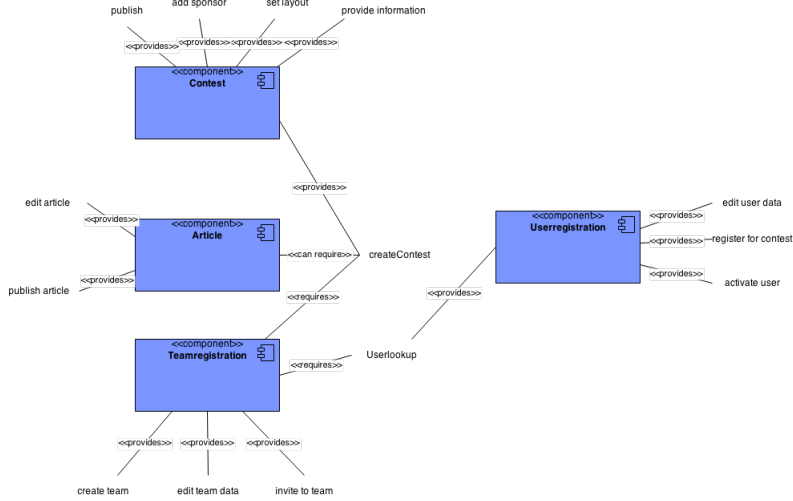 publish
add sponsor
set layout
provide information
<<provides>>
<<provides>>
<<provides>>
<<provides>>
<<component>>
Contest
<<provides>>
edit article
<<provides>>
<<component>>
Article
<<can require>>
createContest
publish article
<<provides>>
<<requires>>
<<component>>
Userregistration
edit user data
<<provides>>
register for contest
<<provides>>
<<provides>>
activate user
<<provides>>
<<component>>
Teamregistration
Userlookup
<<requires>>
<<provides>>
<<provides>>
<<provides>>
create team
edit team data
invite to team